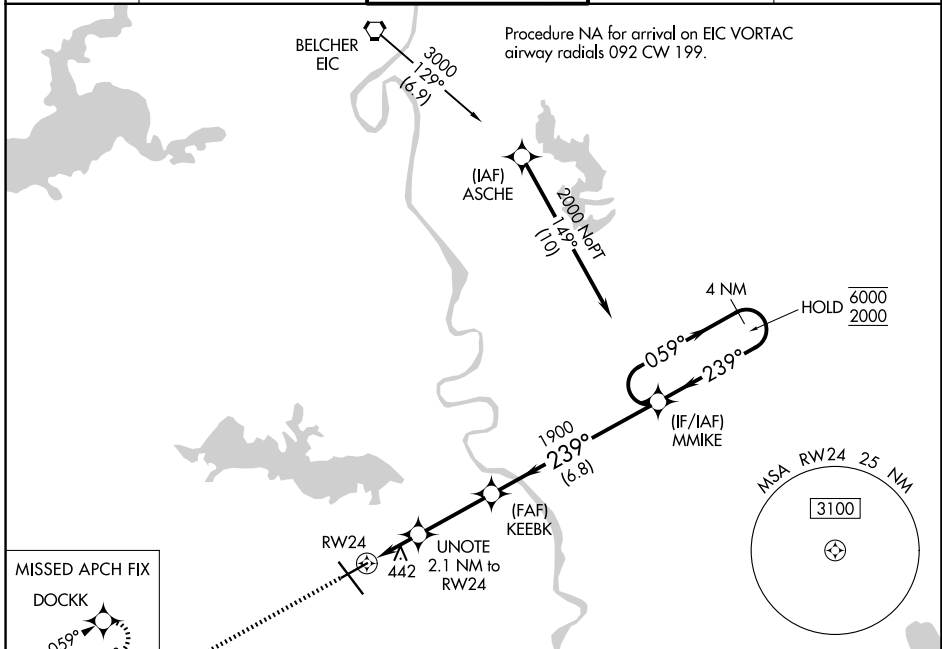 BELCHER
EIC
3000
129°
(6.9)
Procedure NA for arrival on EIC VORTAC
airway radials 092 CW 199.
(IAF)
ASCHE
2000 NoPT
149°
(10)
4 NM
HOLD
6000
2000
059°
239°
(IF/IAF)
MMIKE
1900
239°
(6.8)
(FAF)
KEEBK
UNOTE
2.1 NM to
RW24
442
RW24
MSA RW24 25 NM
3100
MISSED APCH FIX
DOCKK
059°